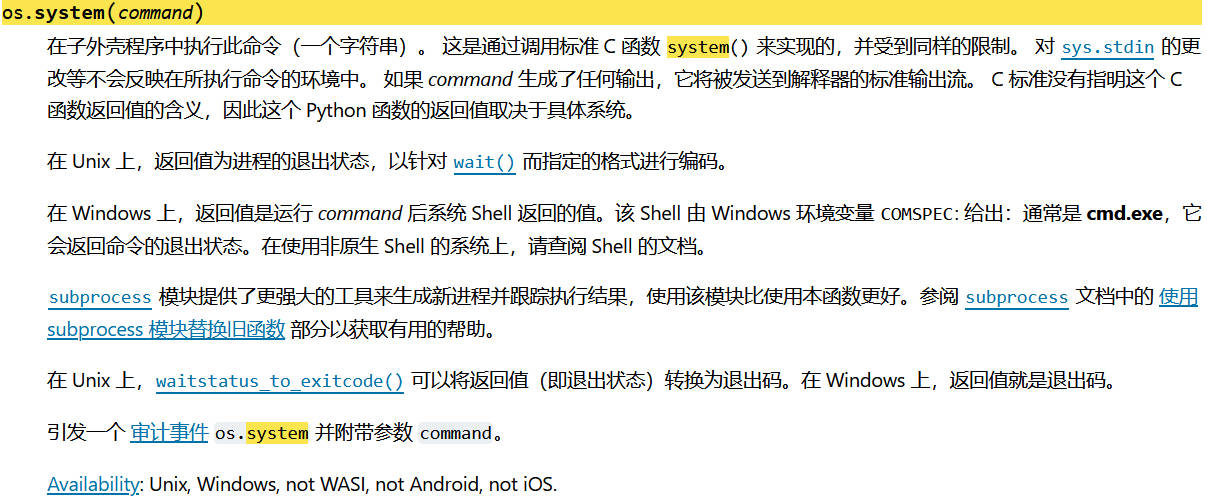 os.system(command)
在子外壳程序中执行此命令（一个字符串）。 这是通过调用标准 C 函数 system() 来实现的，并受到同样的限制。 对 sys.stdin 的更
改等不会反映在所执行命令的环境中。 如果 command 生成了任何输出，它将被发送到解释器的标准输出流。 C 标准没有指明这个 C
函数返回值的含义，因此这个 Python 函数的返回值取决于具体系统。
在 Unix 上，返回值为进程的退出状态，以针对 wait() 而指定的格式进行编码。
在 Windows 上，返回值是运行 command 后系统 Shell 返回的值。该 Shell 由 Windows 环境变量 COMSPEC: 给出：通常是 cmd.exe，它
会返回命令的退出状态。在使用非原生 Shell 的系统上，请查阅 Shell 的文档。
subprocess 模块提供了更强大的工具来生成新进程并跟踪执行结果，使用该模块比使用本函数更好。参阅 subprocess 文档中的 使用
subprocess 模块替换旧函数 部分以获取有用的帮助。
在 Unix 上，waitstatus_to_exitcode() 可以将返回值（即退出状态）转换为退出码。在 Windows 上，返回值就是退出码。
引发一个 审计事件 os.system 并附带参数 command。
Availability: Unix, Windows, not WASI, not Android, not iOS.